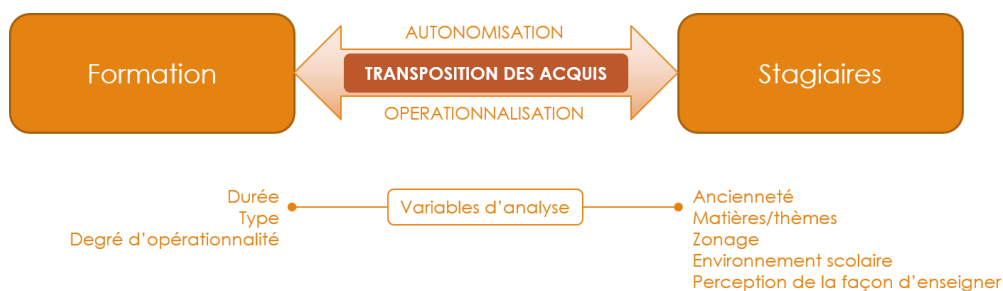 AUTONOMISATION
Formation
TRANSPOSITION DES ACQUIS
Stagiaires
OPERATIONNALISATION
Durée
Type
Degré d'opérationnalité
Variables d'analyse
Ancienneté
Matières/thèmes
Zonage
Environnement scolaire
Perception de la façon d'enseigner